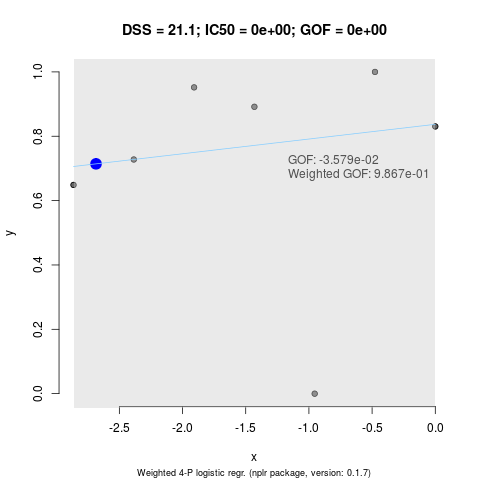 DSS = 21.1; IC50 = 0e+00; GOF = 0e+00
1.0
0.8
GOF: -3.579e-02
Weighted GOF: 9.867e-01
0.6
y
0.4
0.2
0.0
-2.5 -2.0 -1.5 -1.0 -0.5 0.0
x
Weighted 4-P logistic regr. (nplr package, version: 0.1.7)